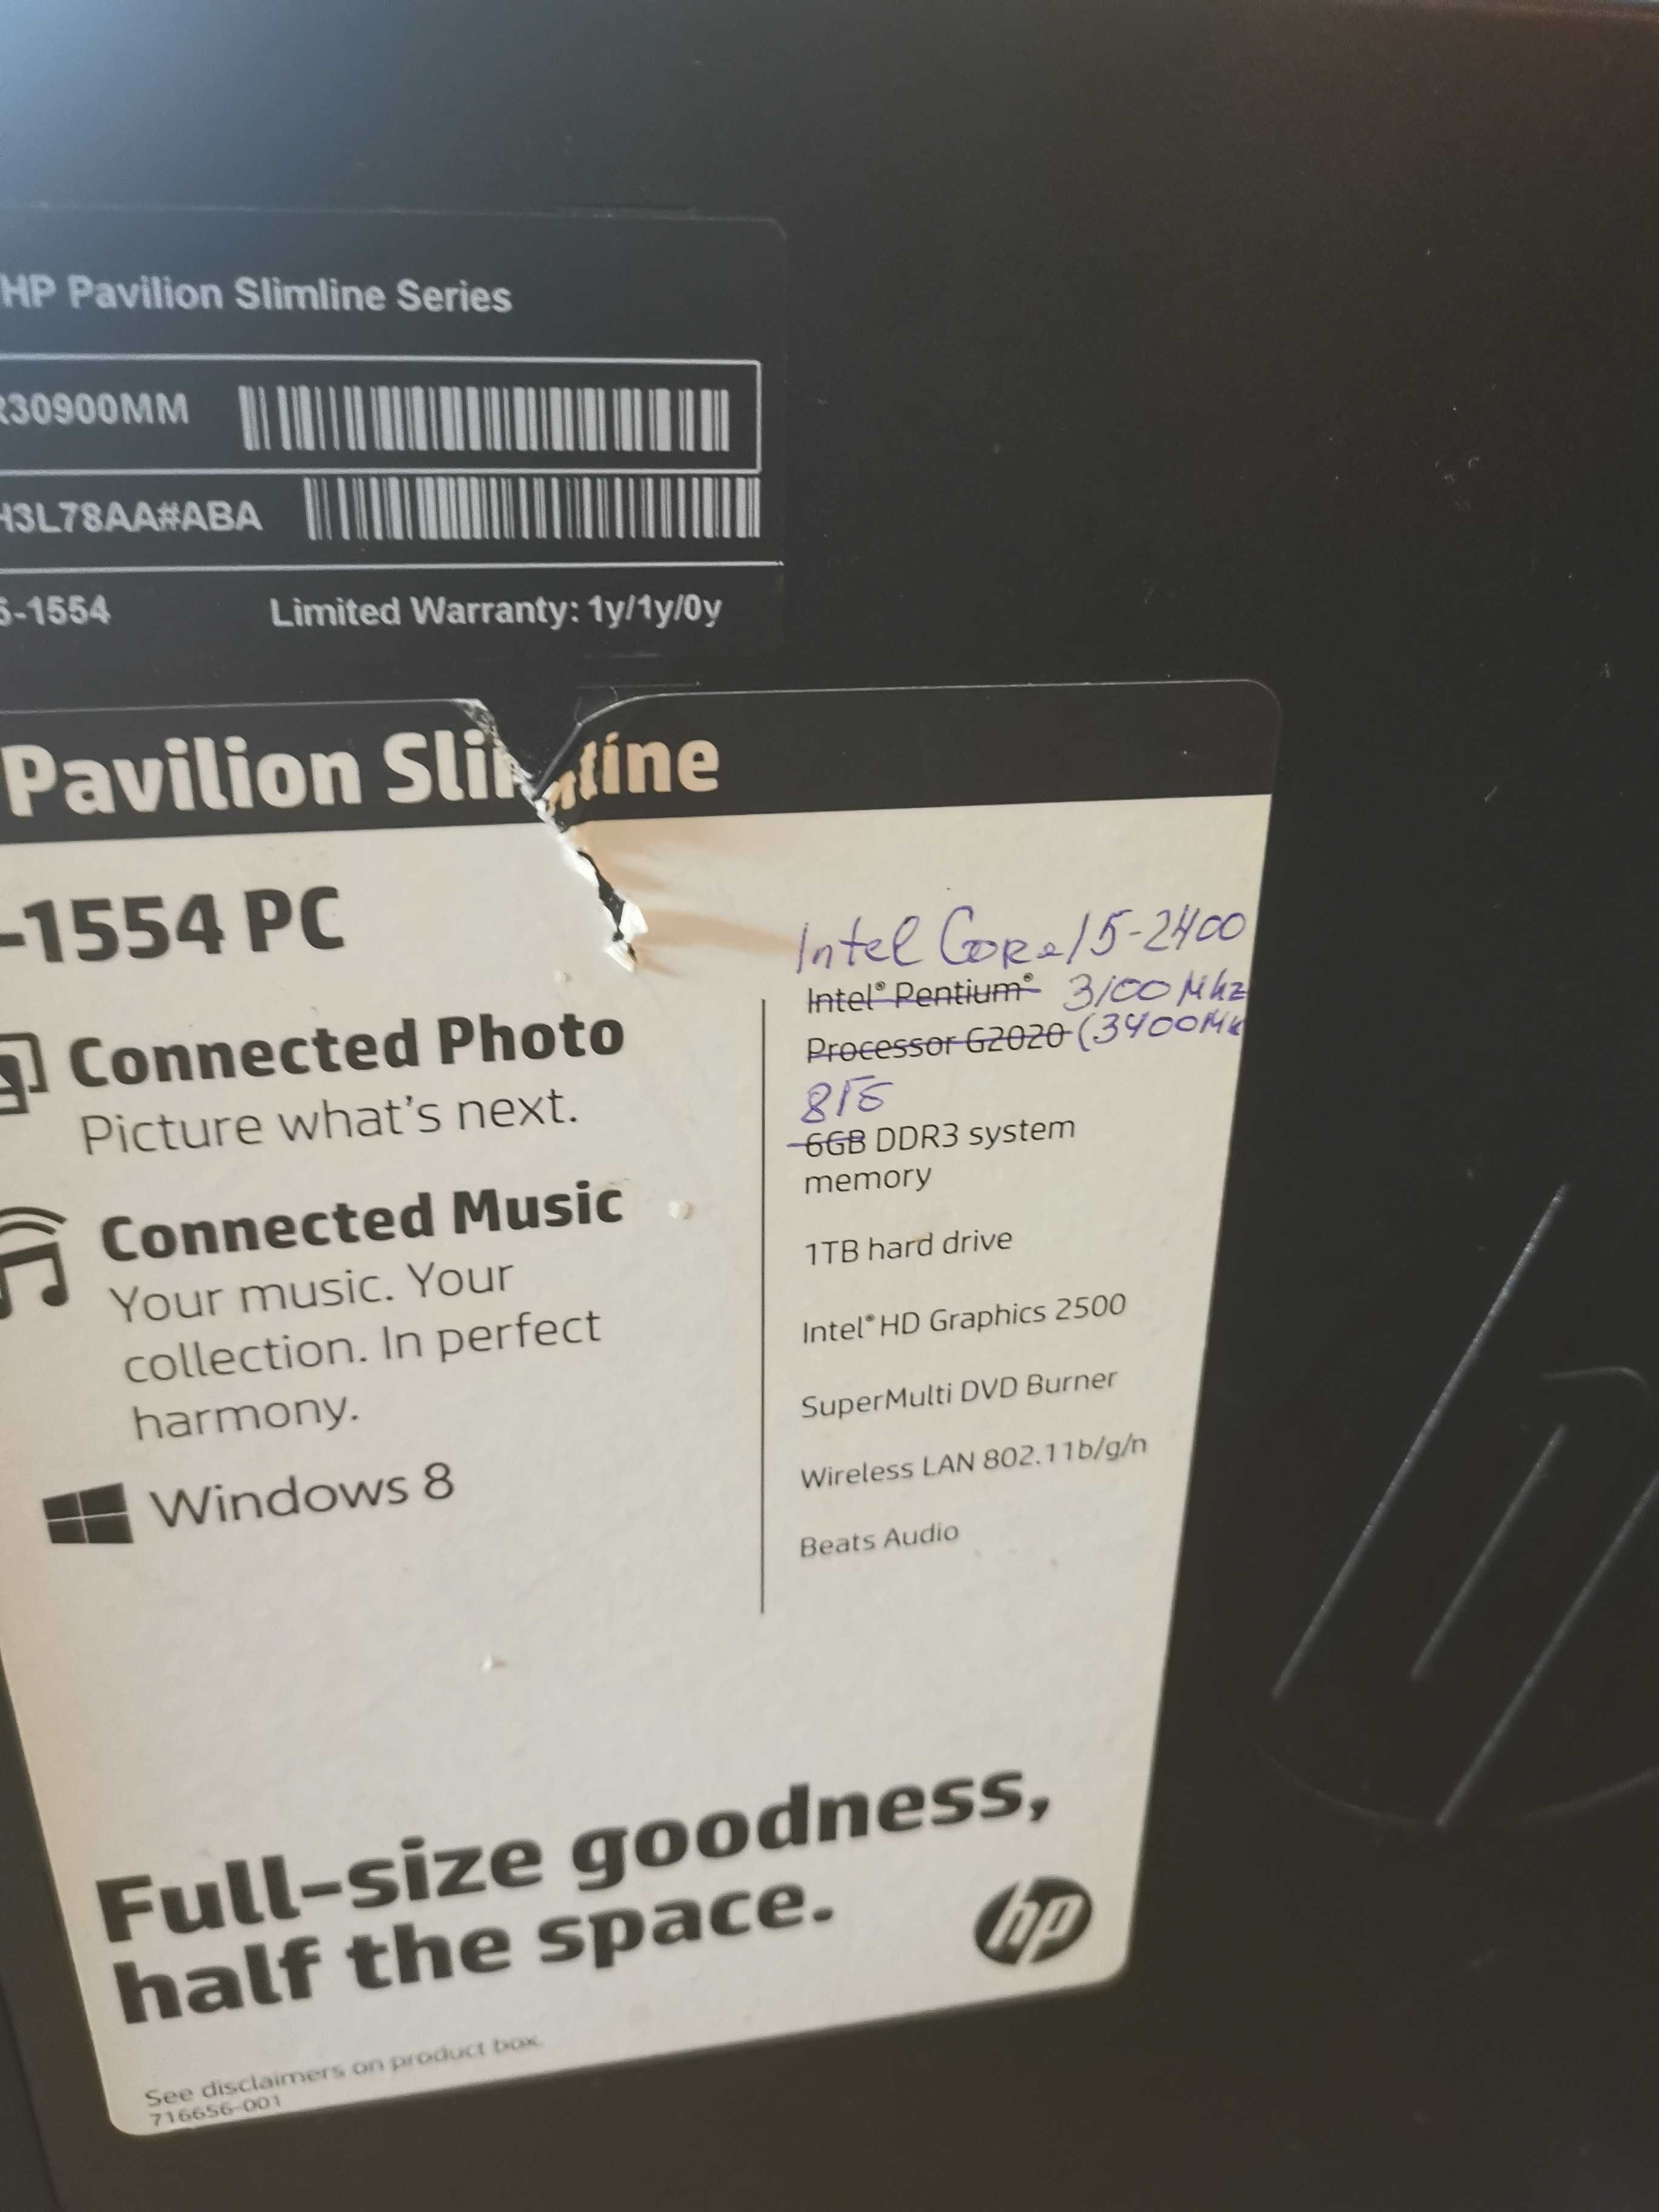 HP Pavilion Slimline Series
R30900MM
H3L78AA#ABA
-1554
Limited Warranty: 1y/1y/0y
Pavilion Slimline
-1554 PC
Connected Photo
Picture what's next.
Connected Music
Your music. Your
collection. In perfect
harmony.
Windows 8
Intel Core i5-2400
Intel® Pentium® 3100 Mhz
Processor G2020 (3400Mh
8Гб
6GB DDR3 system
memory
1TB hard drive
Intel® HD Graphics 2500
SuperMulti DVD Burner
Wireless LAN 802.11b/g/n
Beats Audio
Full-size goodness,
half the space.
hp
See disclaimers on product box.
716656-001